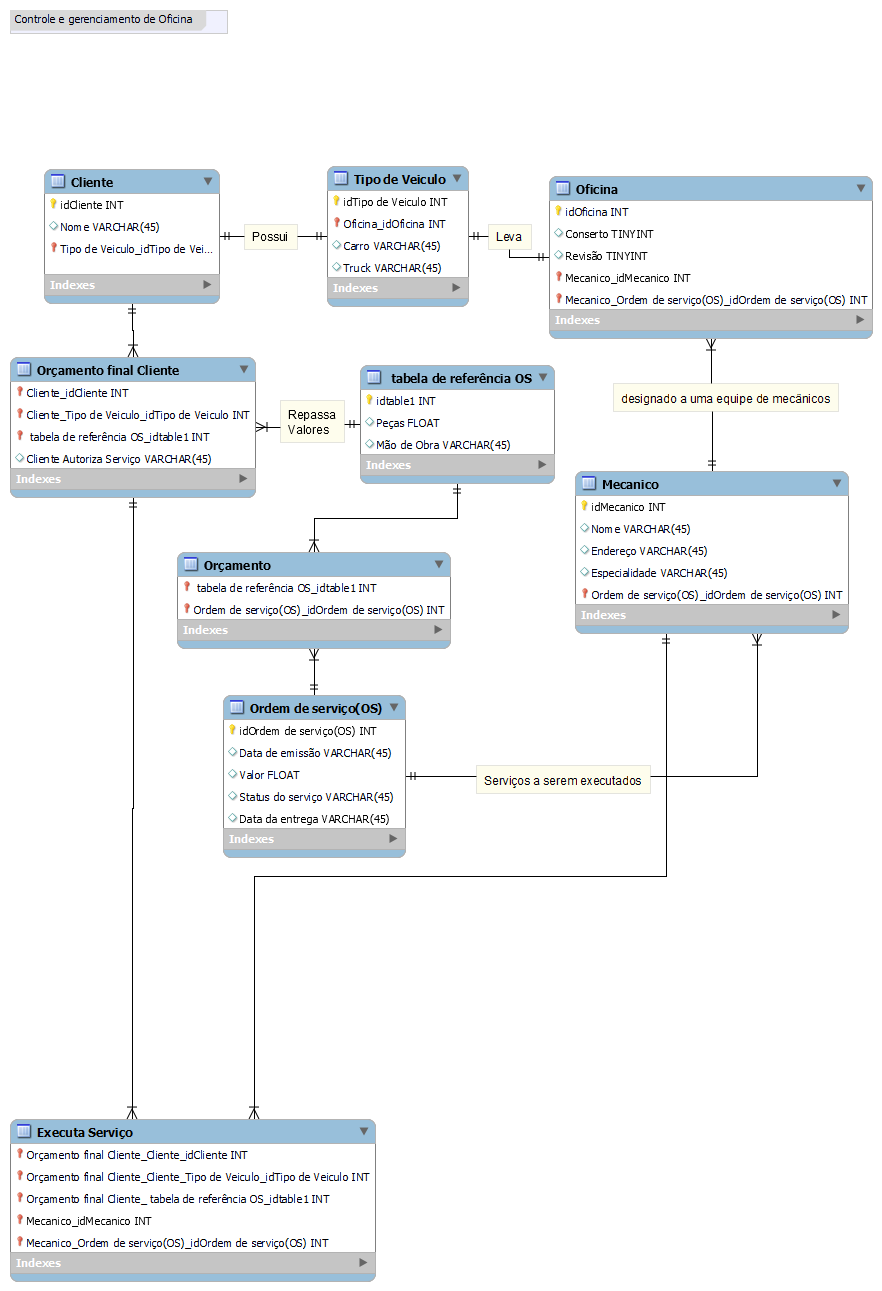 Controle e gerenciamento de Oficina
Cliente
idCliente INT
Nome VARCHAR(45)
Tipo de Veiculo_idTipo de Vei...
Indexes
Possui
Tipo de Veiculo
idTipo de Veiculo INT
Oficina_idOficina INT
Carro VARCHAR(45)
Truck VARCHAR(45)
Indexes
Leva
Oficina
idOficina INT
Conserto TINYINT
Revisão TINYINT
Mecanico_idMecanico INT
Mecanico_Ordem de serviço(OS)_idOrdem de serviço(OS) INT
Indexes
Orçamento final Cliente
Cliente_idCliente INT
Cliente_Tipo de Veiculo_idTipo de Veiculo INT
tabela de referência OS_idtable1 INT
Cliente Autoriza Serviço VARCHAR(45)
Indexes
Repassa
Valores
tabela de referência OS
idtable1 INT
Peças FLOAT
Mão de Obra VARCHAR(45)
Indexes
designado a uma equipe de mecânicos
Mecanico
idMecanico INT
Nome VARCHAR(45)
Endereço VARCHAR(45)
Especialidade VARCHAR(45)
Ordem de serviço(OS)_idOrdem de serviço(OS) INT
Indexes
Orçamento
tabela de referência OS_idtable1 INT
Ordem de serviço(OS)_idOrdem de serviço(OS) INT
Indexes
Ordem de serviço(OS)
idOrdem de serviço(OS) INT
Data de emissão VARCHAR(45)
Valor FLOAT
Status do serviço VARCHAR(45)
Data da entrega VARCHAR(45)
Indexes
Serviços a serem executados
Executa Serviço
Orçamento final Cliente_Cliente_idCliente INT
Orçamento final Cliente_Cliente_Tipo de Veiculo_idTipo de Veiculo INT
Orçamento final Cliente_ tabela de referência OS_idtable1 INT
Mecanico_idMecanico INT
Mecanico_Ordem de serviço(OS)_idOrdem de serviço(OS) INT
Indexes